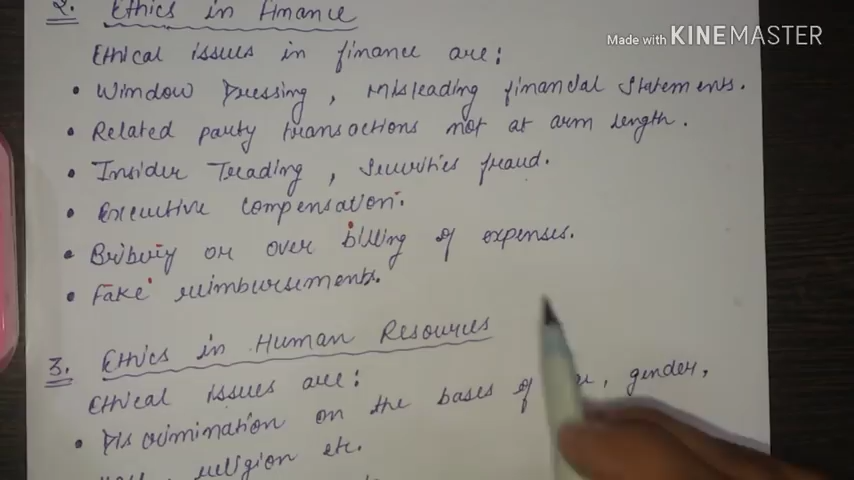 Made with KINEMASTER
2. Ethics in Finance
Ethical issues in finance are:
• Window Dressing, Misleading financial statements.
• Related party transactions not at arm length.
• Insider Trading, Securities fraud.
• Executive compensation.
• Bribery or over billing of expenses.
• Fake reimbursements.
3. Ethics in Human Resources
Ethical issues are:
• Discrimination on the bases of , gender,
religion etc.